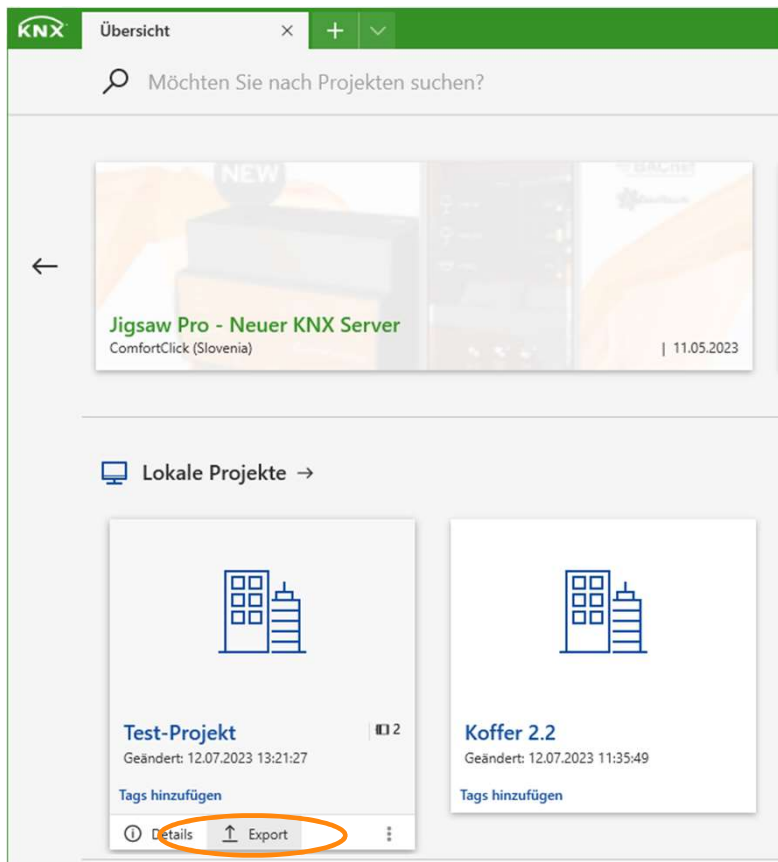 KNX Übersicht
Möchten Sie nach Projekten suchen?
NEW
BACnet
Jigsaw Pro - Neuer KNX Server
ComfortClick (Slovenia) | 11.05.2023
Lokale Projekte →
Test-Projekt 2
Geändert: 12.07.2023 13:21:27
Tags hinzufügen
Details Export
Koffer 2.2
Geändert: 12.07.2023 11:35:49
Tags hinzufügen